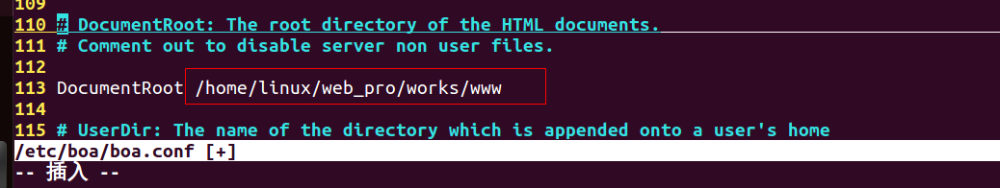 109
110 # DocumentRoot: The root directory of the HTML documents.
111 # Comment out to disable server non user files.
112
113 DocumentRoot /home/linux/web_pro/works/www
114
115 # UserDir: The name of the directory which is appended onto a user's home
/etc/boa/boa.conf [+]
-- 插入 --